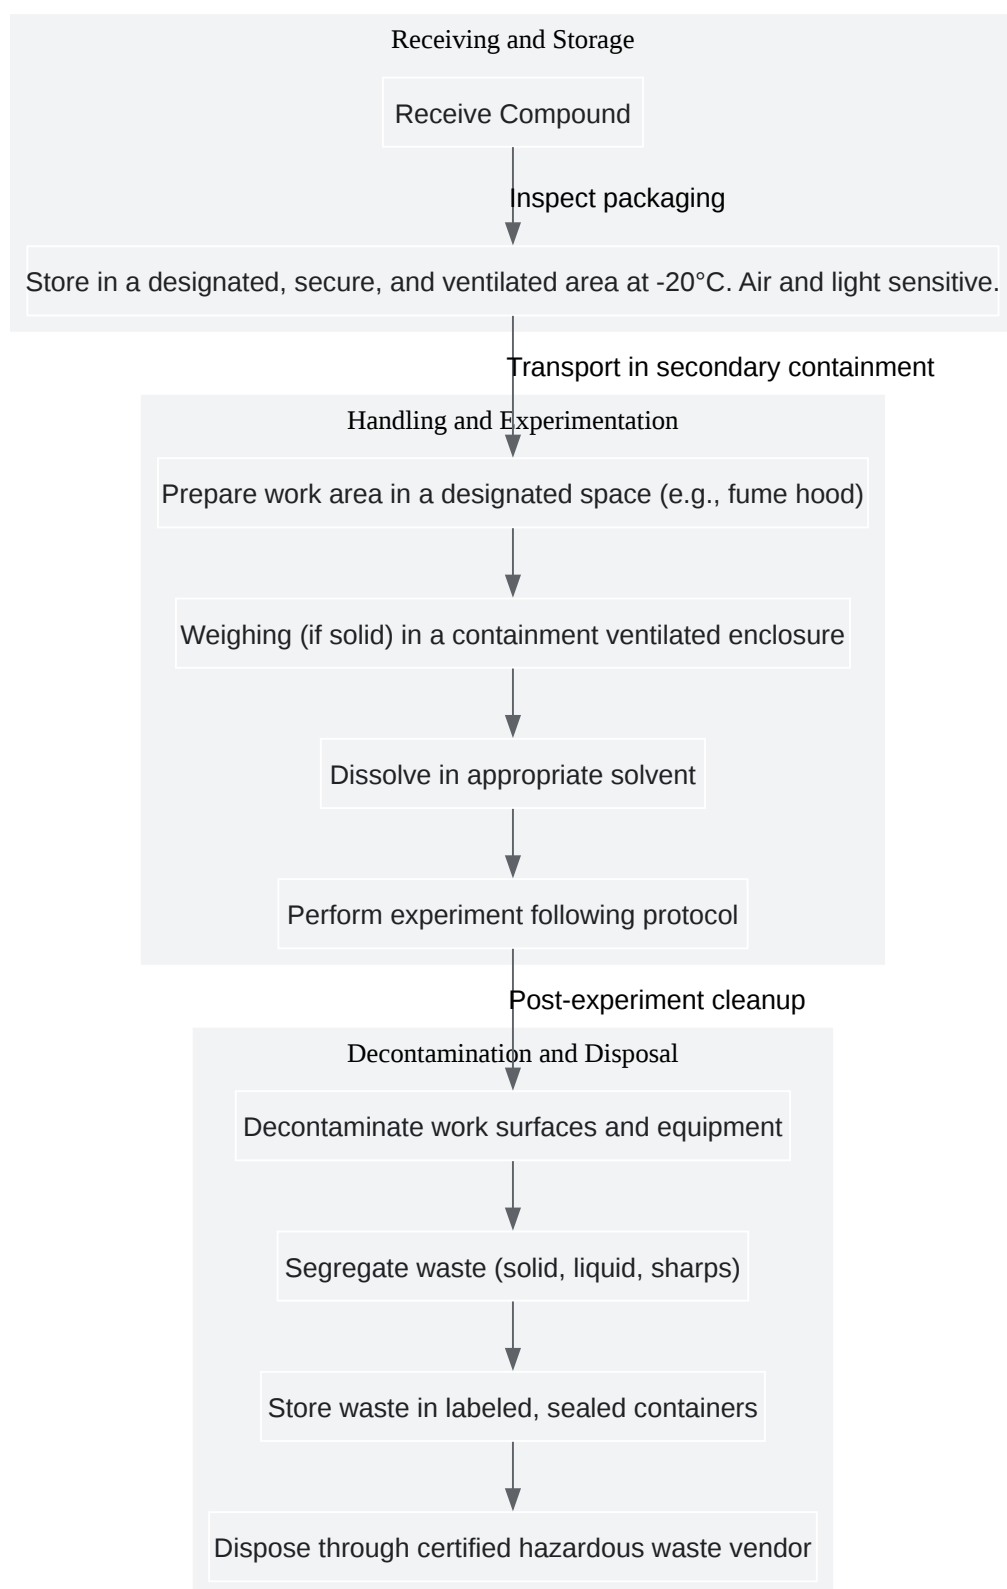 Receiving and Storage
Receive Compound
Inspect packaging
Store in a designated, secure, and ventilated area at -20°C. Air and light sensitive.
Transport in secondary containment
Handling and Experimentation
Prepare work area in a designated space (e.g., fume hood)
Weighing (if solid) in a containment ventilated enclosure
Dissolve in appropriate solvent
Perform experiment following protocol
Post-experiment cleanup
Decontamination and Disposal
Decontaminate work surfaces and equipment
Segregate waste (solid, liquid, sharps)
Store waste in labeled, sealed containers
Dispose through certified hazardous waste vendor